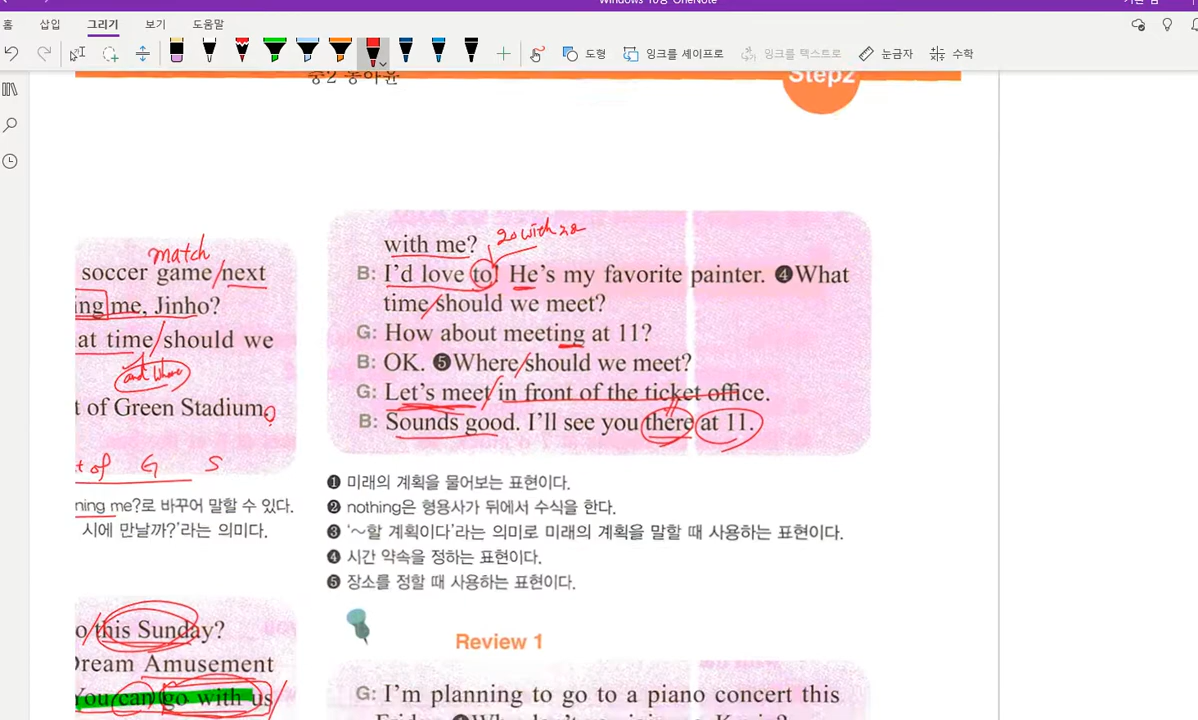 Windows 10용 OneNote
홈 삽입 그리기 보기 도움말
도형 잉크를 셰이프로 잉크를 텍스트로 눈금자 수학
Step2
match
soccer game/next
ing me, Jinho?
at time/should we
and where
t of Green Stadium.
t of G S
ning me?로 바꾸어 말할 수 있다.
시에 만날까?'라는 의미다.
o/this Sunday?
Dream Amusement
You can go with us/
go with
with me?
B: I'd love to! He's my favorite painter. ❹What
time/should we meet?
G: How about meeting at 11?
B: OK. ❺Where/should we meet?
G: Let's meet/in front of the ticket office.
B: Sounds good. I'll see you there at 11.
❶ 미래의 계획을 물어보는 표현이다.
❷ nothing은 형용사가 뒤에서 수식을 한다.
❸ '~할 계획이다'라는 의미로 미래의 계획을 말할 때 사용하는 표현이다.
❹ 시간 약속을 정하는 표현이다.
❺ 장소를 정할 때 사용하는 표현이다.
Review 1
G: I'm planning to go to a piano concert this